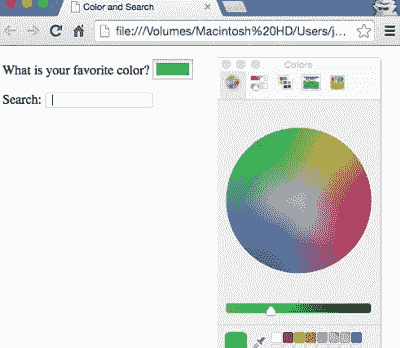 Color and Search
file:///Volumes/Macintosh%20HD/Users/j...
What is your favorite color?
Colors
Search: